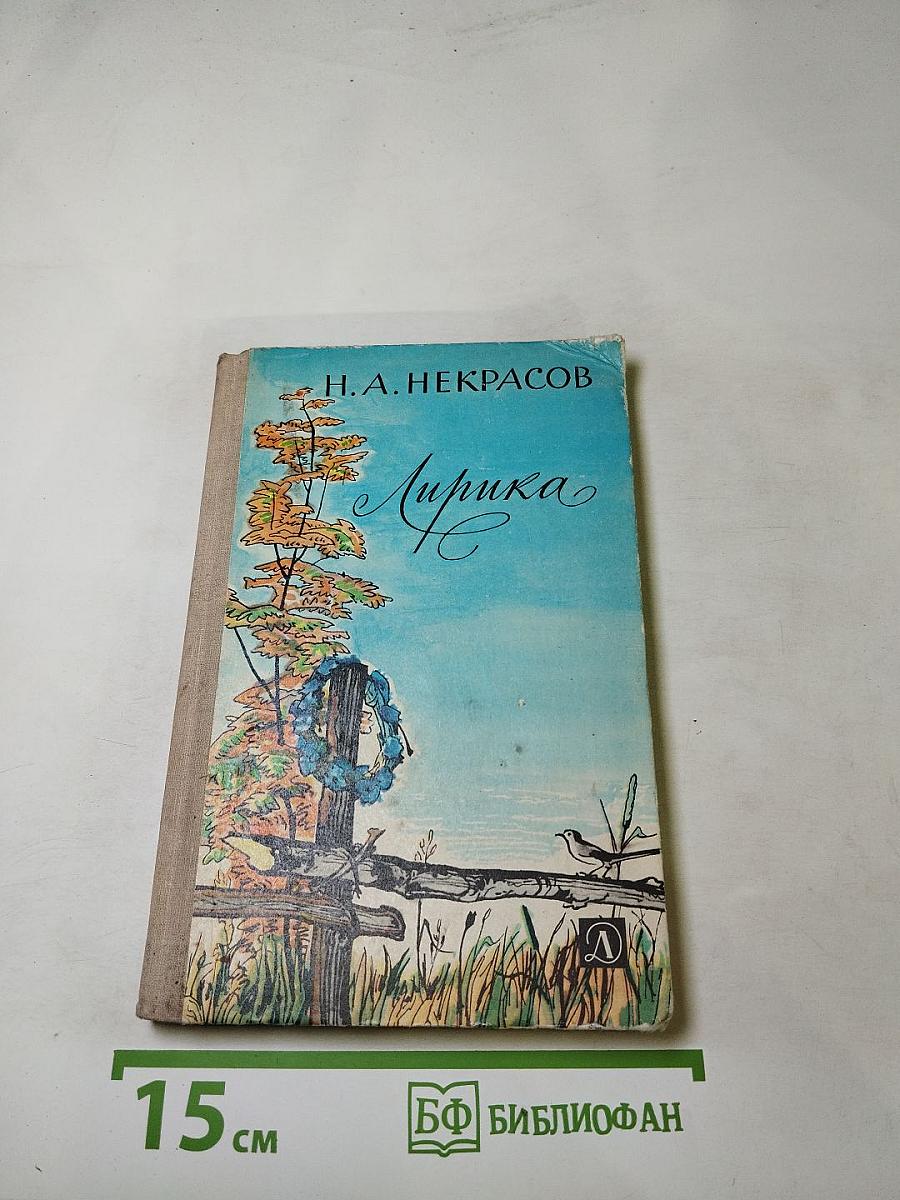 Н. А. НЕКРАСОВ
Лирика
Д
15 см
БФ БИБЛИОФАН